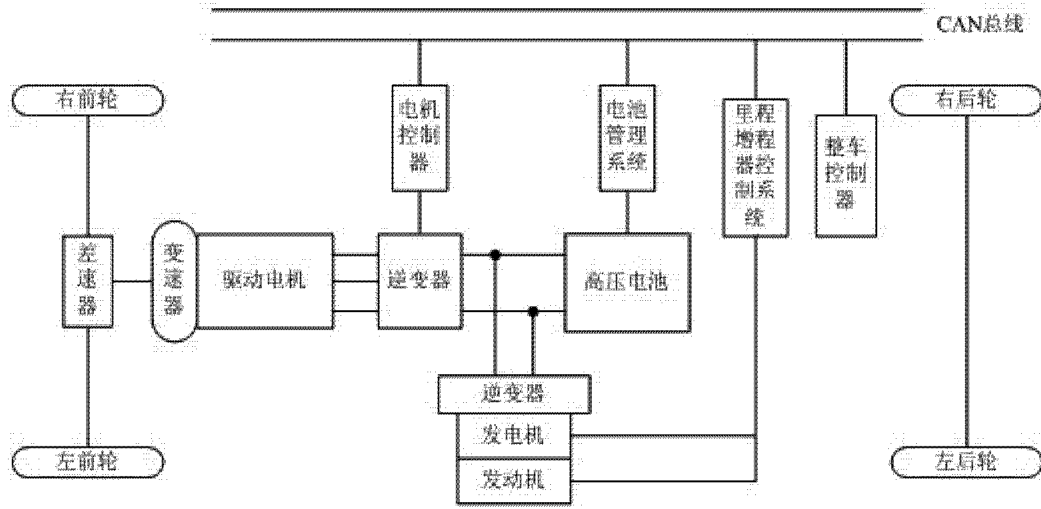 CAN总线
右前轮
电机
控制
器
电池
管理
系统
里程
增程
器控
制系
统
整车
控制
器
右后轮
差
速
器
变
速
器
驱动电机
逆变器
高压电池
逆变器
发电机
发动机
左前轮
左后轮